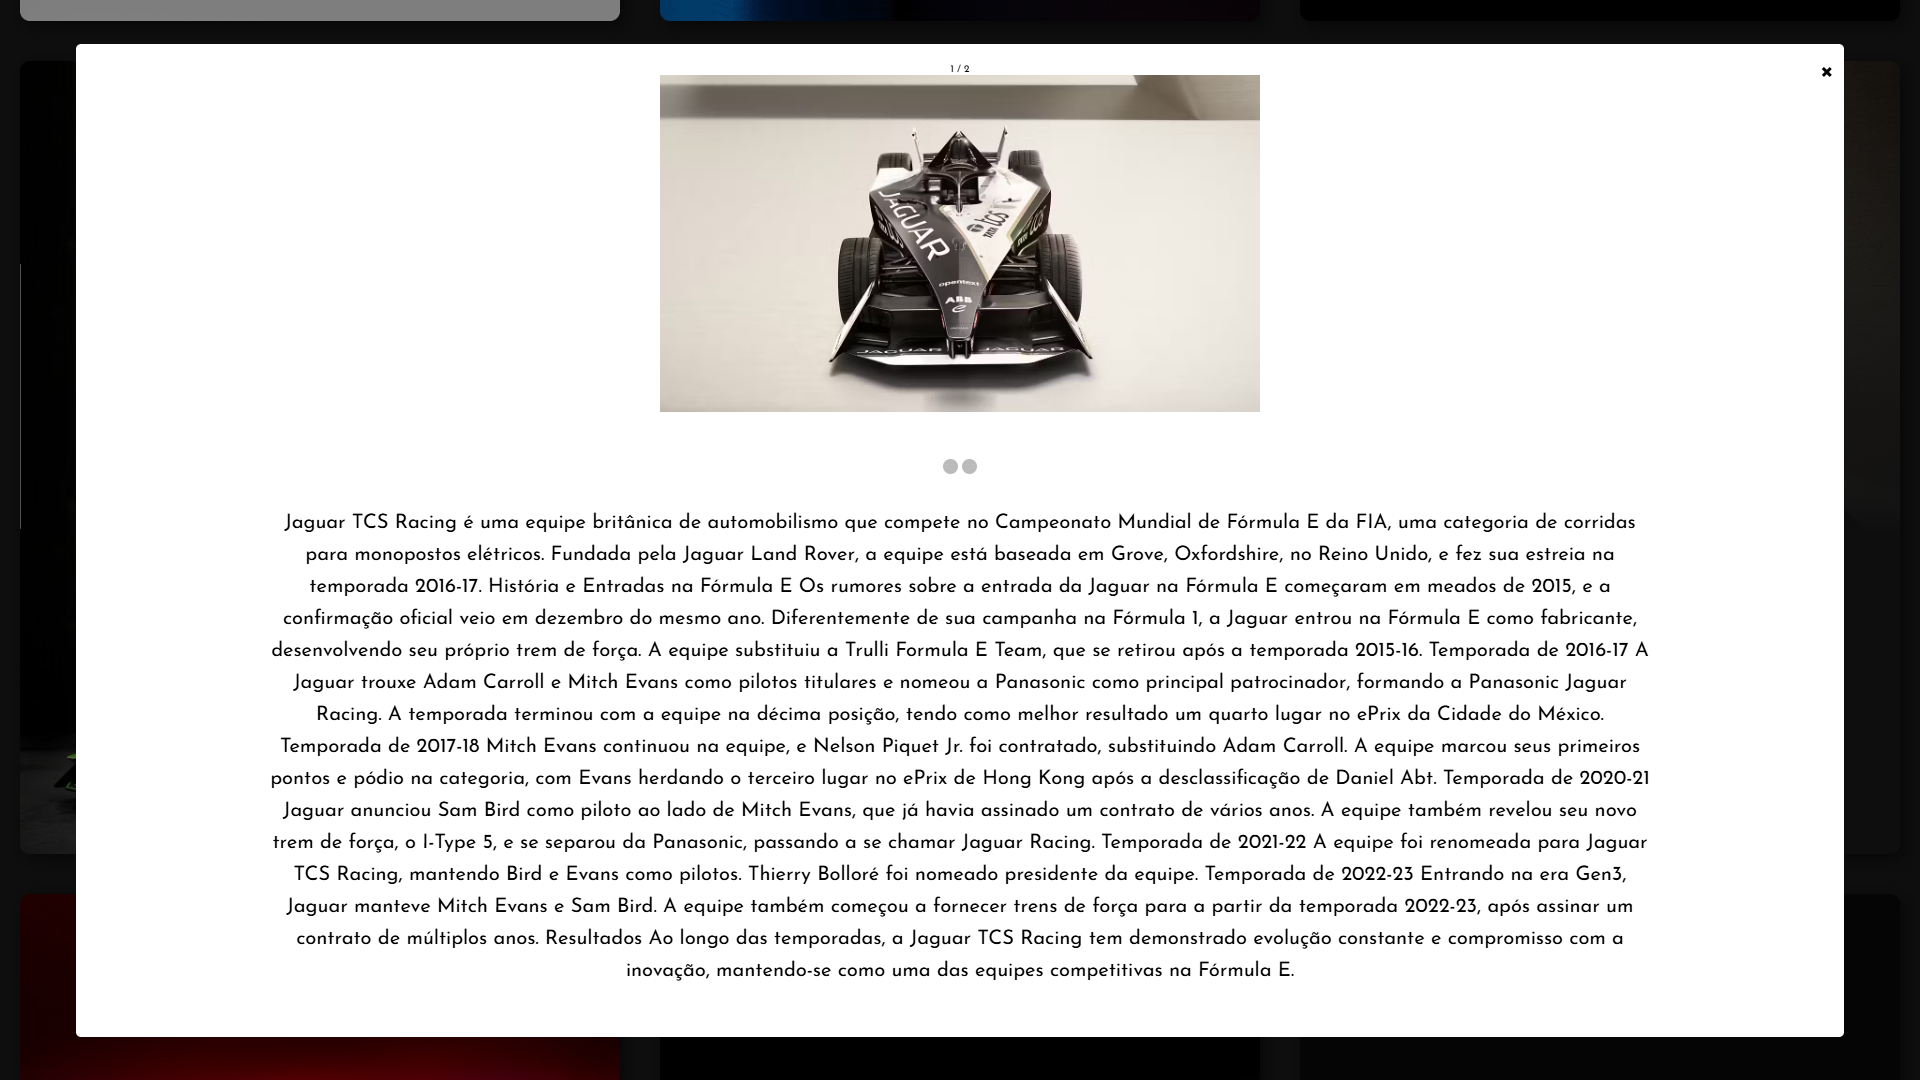 1 / 2
✖
JAGUAR
TATA tcs
opentext
ABB
JAGUAR JAGUAR
Jaguar TCS Racing é uma equipe britânica de automobilismo que compete no Campeonato Mundial de Fórmula E da FIA, uma categoria de corridas
para monopostos elétricos. Fundada pela Jaguar Land Rover, a equipe está baseada em Grove, Oxfordshire, no Reino Unido, e fez sua estreia na
temporada 2016-17. História e Entradas na Fórmula E Os rumores sobre a entrada da Jaguar na Fórmula E começaram em meados de 2015, e a
confirmação oficial veio em dezembro do mesmo ano. Diferentemente de sua campanha na Fórmula 1, a Jaguar entrou na Fórmula E como fabricante,
desenvolvendo seu próprio trem de força. A equipe substituiu a Trulli Formula E Team, que se retirou após a temporada 2015-16. Temporada de 2016-17 A
Jaguar trouxe Adam Carroll e Mitch Evans como pilotos titulares e nomeou a Panasonic como principal patrocinador, formando a Panasonic Jaguar
Racing. A temporada terminou com a equipe na décima posição, tendo como melhor resultado um quarto lugar no ePrix da Cidade do México.
Temporada de 2017-18 Mitch Evans continuou na equipe, e Nelson Piquet Jr. foi contratado, substituindo Adam Carroll. A equipe marcou seus primeiros
pontos e pódio na categoria, com Evans herdando o terceiro lugar no ePrix de Hong Kong após a desclassificação de Daniel Abt. Temporada de 2020-21
Jaguar anunciou Sam Bird como piloto ao lado de Mitch Evans, que já havia assinado um contrato de vários anos. A equipe também revelou seu novo
trem de força, o I-Type 5, e se separou da Panasonic, passando a se chamar Jaguar Racing. Temporada de 2021-22 A equipe foi renomeada para Jaguar
TCS Racing, mantendo Bird e Evans como pilotos. Thierry Bolloré foi nomeado presidente da equipe. Temporada de 2022-23 Entrando na era Gen3,
Jaguar manteve Mitch Evans e Sam Bird. A equipe também começou a fornecer trens de força para a partir da temporada 2022-23, após assinar um
contrato de múltiplos anos. Resultados Ao longo das temporadas, a Jaguar TCS Racing tem demonstrado evolução constante e compromisso com a
inovação, mantendo-se como uma das equipes competitivas na Fórmula E.